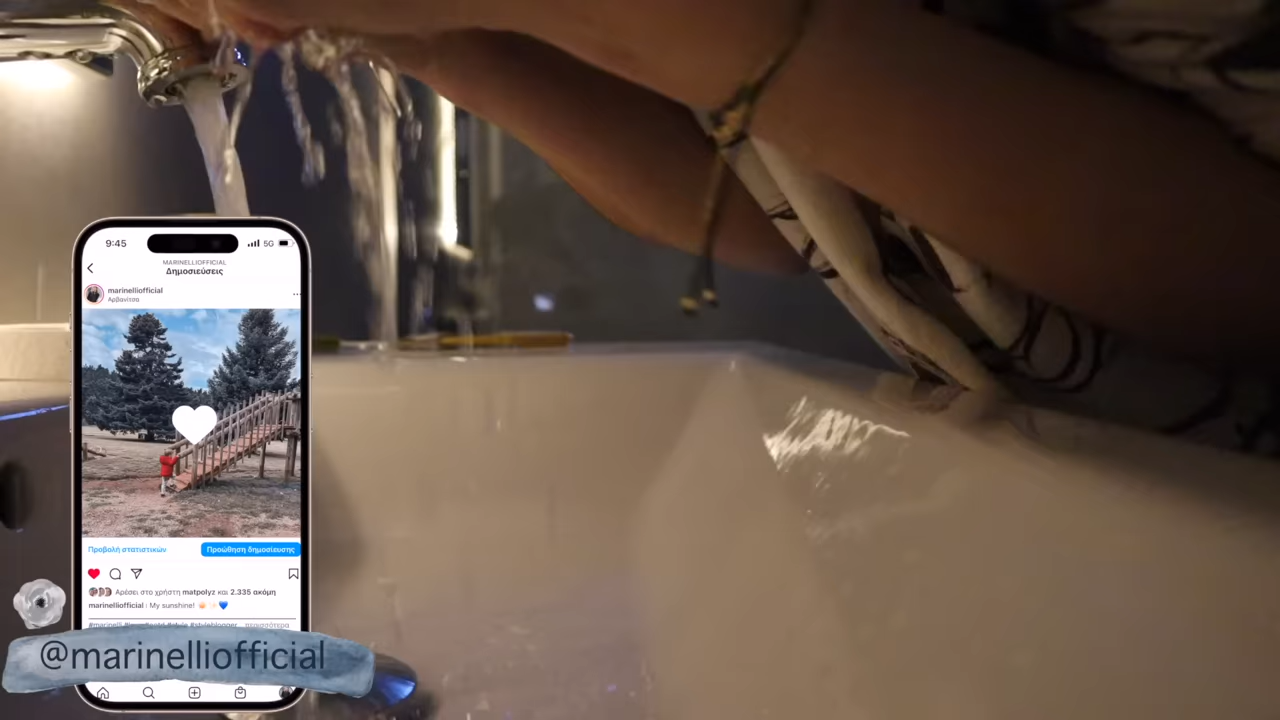 9:45
5G
MARINELLIOFFICIAL
Δημοσιεύσεις
marinelliofficial
Αρβανίτσα
Προβολή στατιστικών
Προώθηση δημοσίευσης
Αρέσει στο χρήστη matpolyz και 2.335 ακόμη
marinelliofficial : My sunshine!
περισσότερα
@marinelliofficial